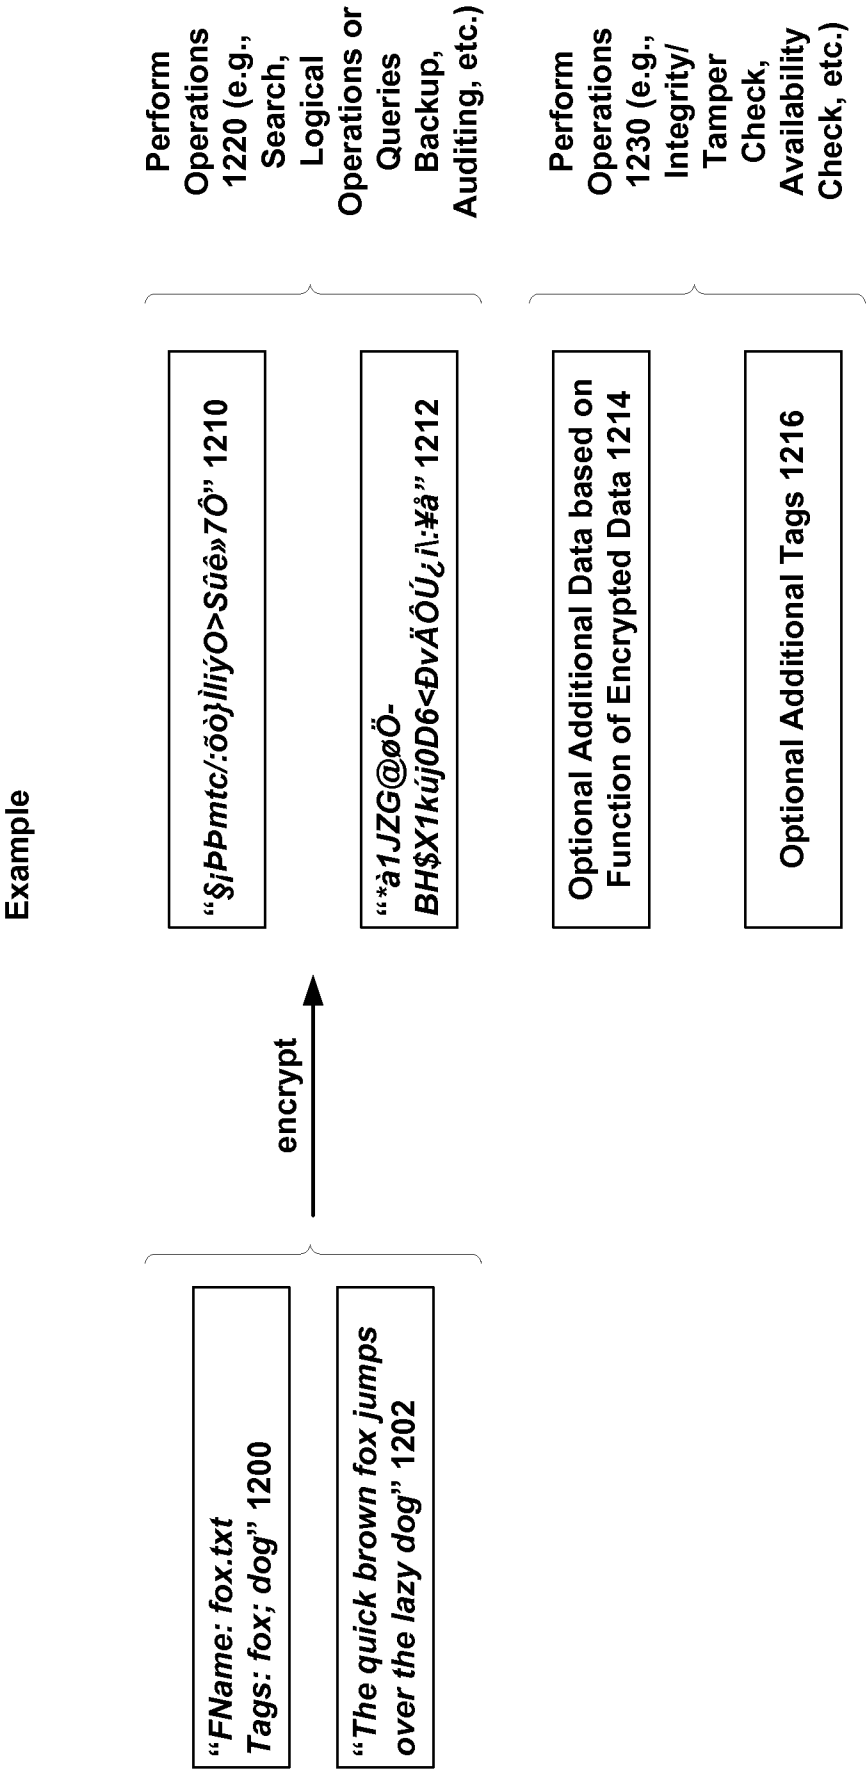 Example
“FName: fox.txt
Tags: fox; dog” 1200
“The quick brown fox jumps
over the lazy dog” 1202
encrypt
“§¡ÞÞmtc/:õò}ÌlíýO>Sûê»7Ô” 1210
“*à1JZG@øÖ-
BH$X1kúj0D6<ÐvÄÔÚ¿í\:¥å” 1212
Optional Additional Data based on
Function of Encrypted Data 1214
Optional Additional Tags 1216
Perform
Operations
1220 (e.g.,
Search,
Logical
Operations or
Queries
Backup,
Auditing, etc.)
Perform
Operations
1230 (e.g.,
Integrity/
Tamper
Check,
Availability
Check, etc.)